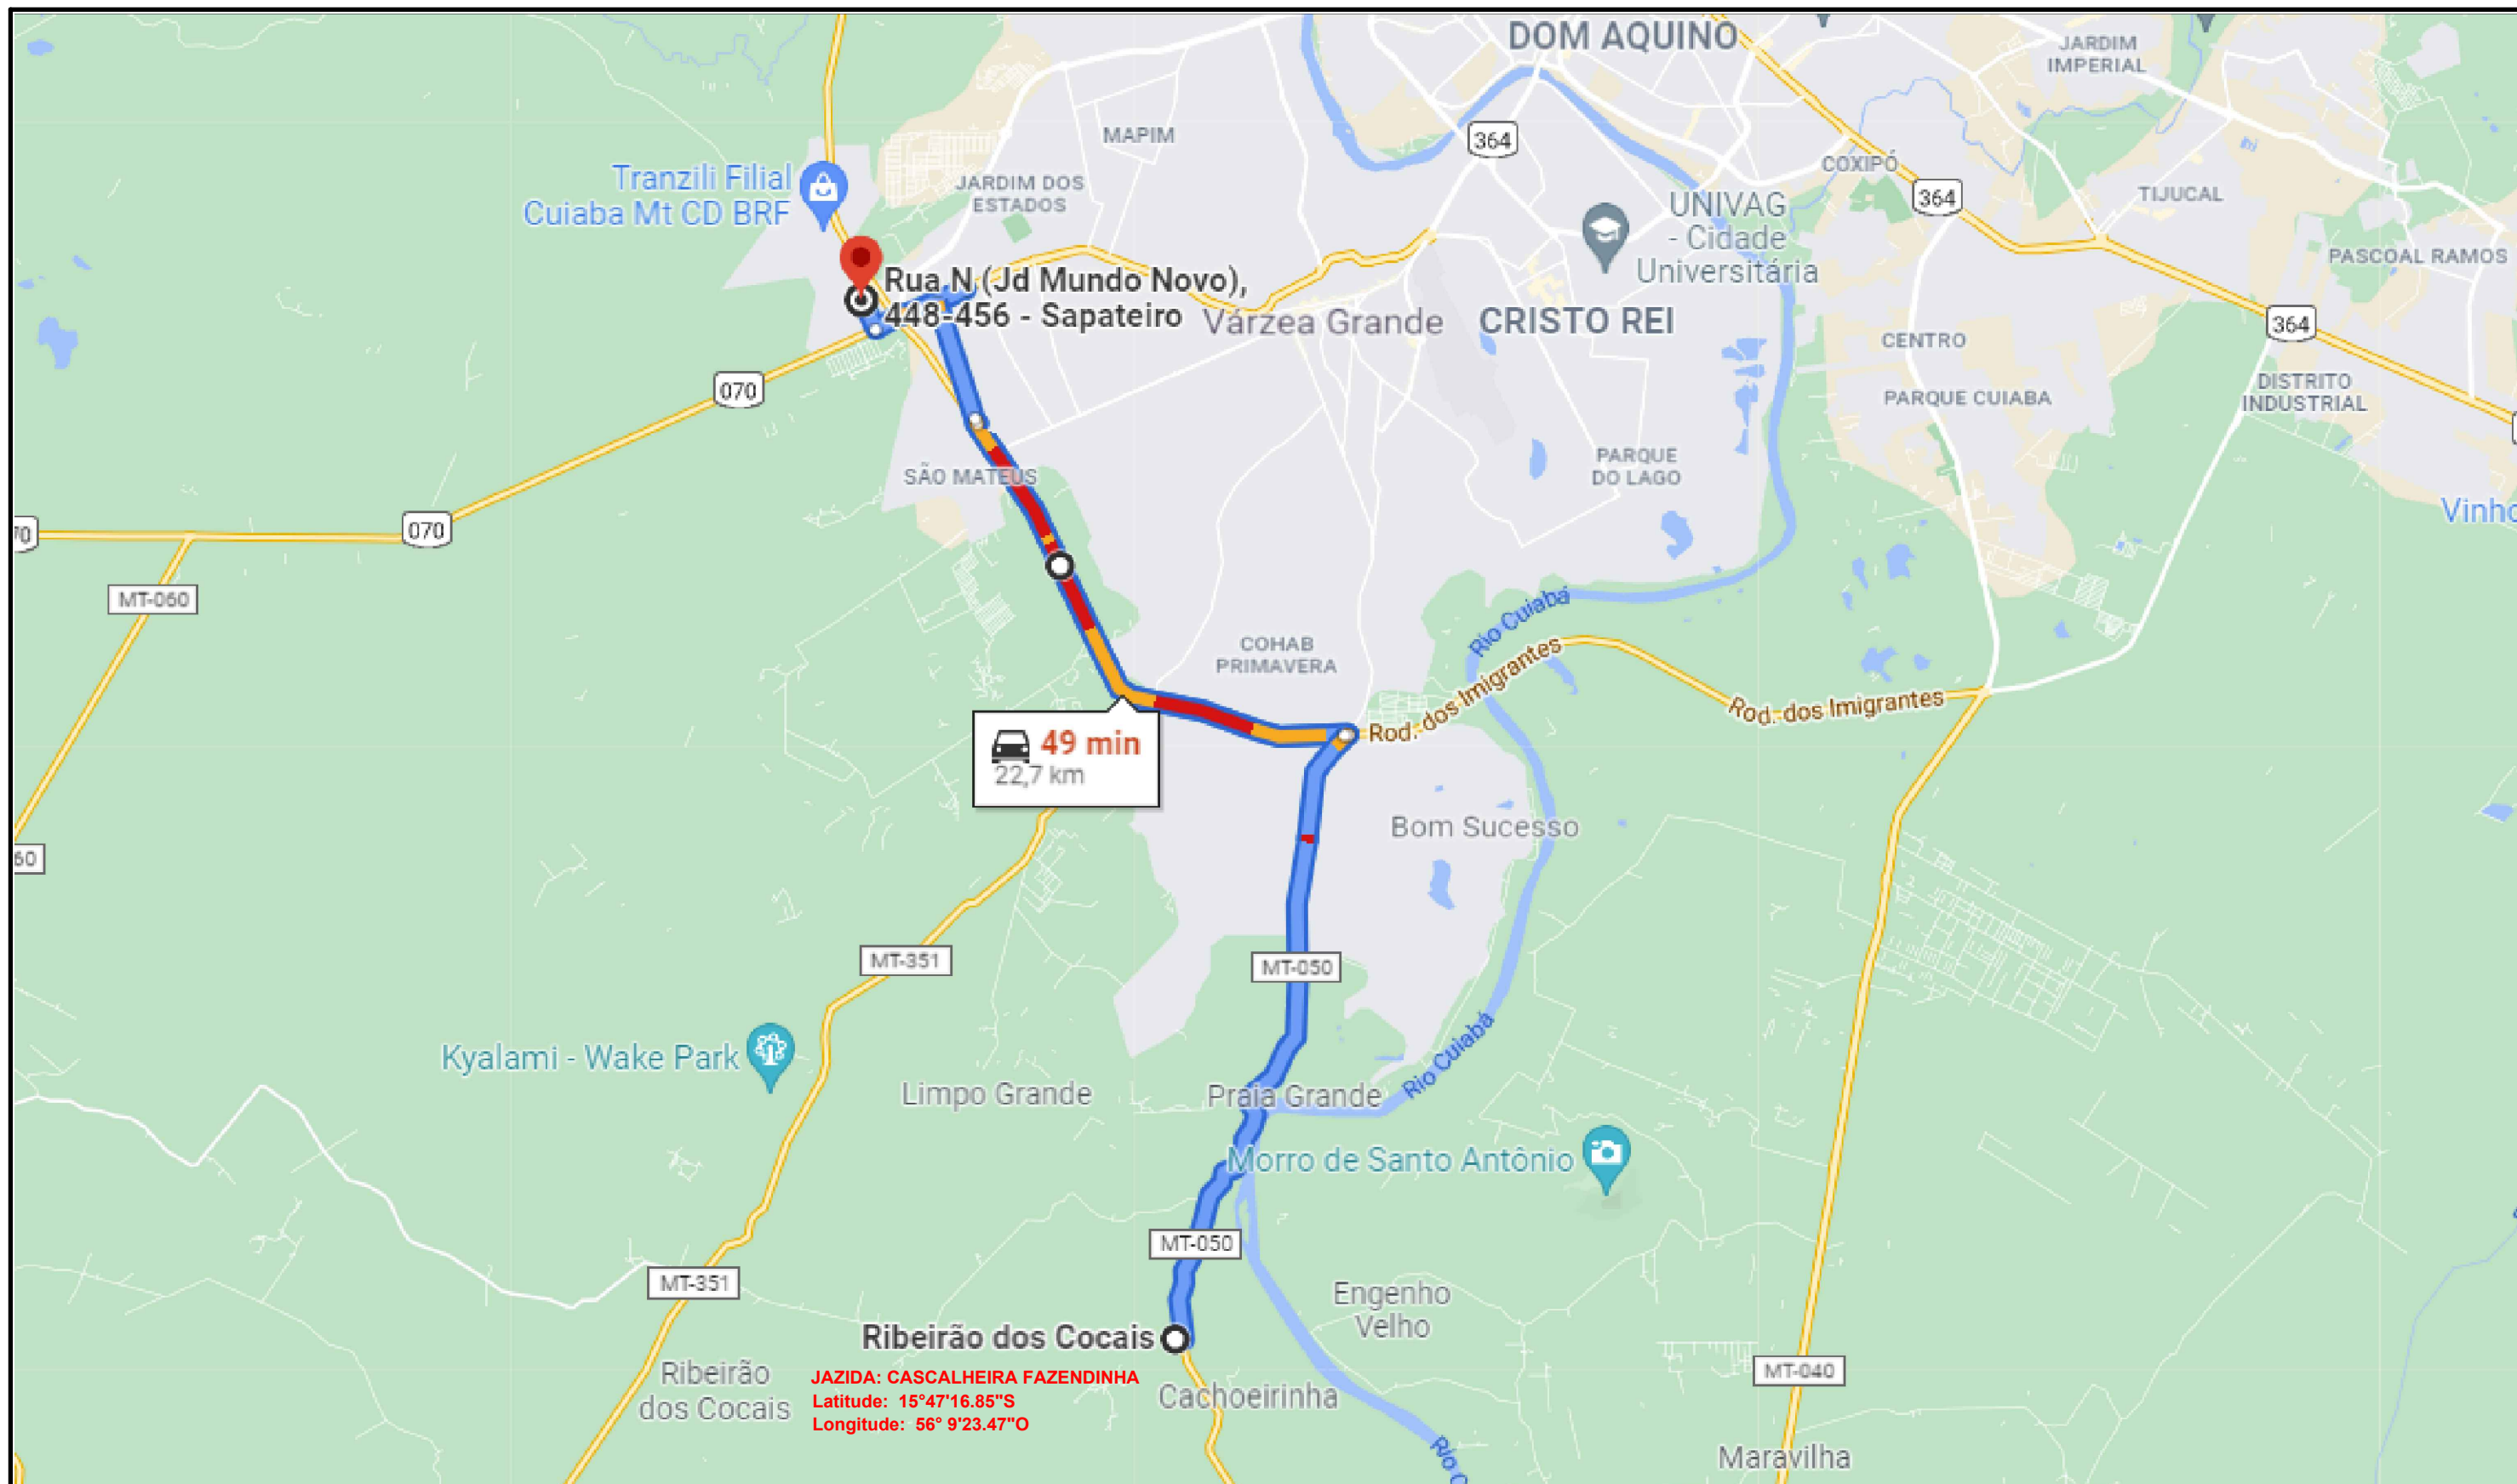 DOM AQUINO
JARDIM
IMPERIAL
MAPIM
364
COXIPÓ
Tranzili Filial
Cuiaba Mt CD BRF
JARDIM DOS
ESTADOS
UNIVAG
- Cidade
Universitária
364
TIJUCAL
PASCOAL RAMOS
Rua N (Jd Mundo Novo),
448-456 - Sapateiro
Várzea Grande
CRISTO REI
364
CENTRO
070
PARQUE CUIABA
DISTRITO
INDUSTRIAL
SÃO MATEUS
PARQUE
DO LAGO
070
70
Vinho
MT-060
Rio Cuiabá
COHAB
PRIMAVERA
Rod. dos Imigrantes
Rod. dos Imigrantes
49 min
22,7 km
Bom Sucesso
60
MT-351
MT-050
Kyalami - Wake Park
Rio Cuiabá
Limpo Grande
Praia Grande
Morro de Santo Antônio
MT-050
MT-351
Engenho
Velho
Ribeirão dos Cocais
Ribeirão
dos Cocais
JAZIDA: CASCALHEIRA FAZENDINHA
Latitude: 15°47'16.85"S
Longitude: 56° 9'23.47"O
Cachoeirinha
MT-040
Rio C
Maravilha